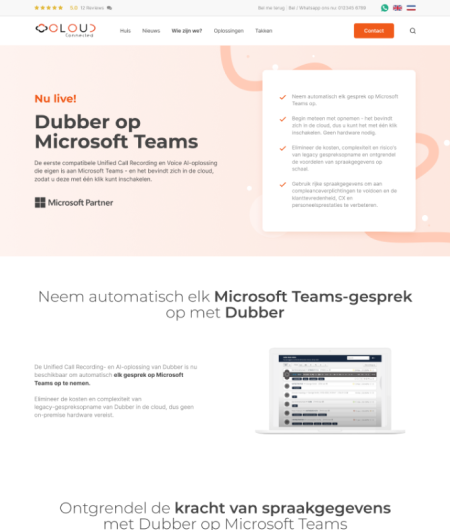 5.0 17 Reviews
Bel me terug | Bel / Whatsapp ons nu: 012345 6789
CLOUD
Connected
Huis Nieuws Wie zijn we? Oplossingen Takken Contact
Nu live!
Dubber op
Microsoft Teams
De eerste compatibele Unified Call Recording en Voice AI-oplossing
die eigen is aan Microsoft Teams - en het bevindt zich in de cloud,
zodat u deze met één klik kunt inschakelen.
Microsoft Partner
Neem automatisch elk gesprek op Microsoft
Teams op.
Begin meteen met opnemen - het bevindt
zich in de cloud, dus u kunt het met één klik
inschakelen. Geen hardware nodig.
Elimineer de kosten, complexiteit en risico's
van legacy gespreksopname en ontgrendel
de voordelen van spraakgegevens op
schaal.
Gebruik rijke spraakgegevens om aan
complianceverplichtingen te voldoen en de
klanttevredenheid, CX en
personeelsprestaties te verbeteren.
Neem automatisch elk Microsoft Teams-gesprek
op met Dubber
De Unified Call Recording- en AI-oplossing van Dubber is nu
beschikbaar om automatisch elk gesprek op Microsoft
Teams op te nemen.
Elimineer de kosten en complexiteit van
legacy-gespreksopname van Dubber in de cloud, dus geen
on-premise hardware vereist.
Ontgrendel de kracht van spraakgegevens
met Dubber op Microsoft Teams